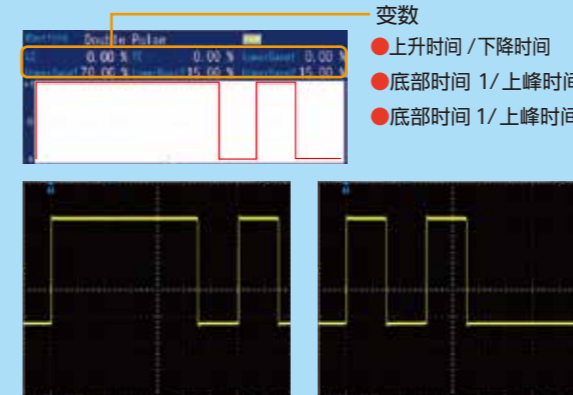 变数
●上升时间 /下降时间
●底部时间 1/ 上峰时间
●底部时间 1/ 上峰时间
Double Pulse
0.00 % 0.00 % 0.00 %
70.00 % 15.00 % 15.00 %